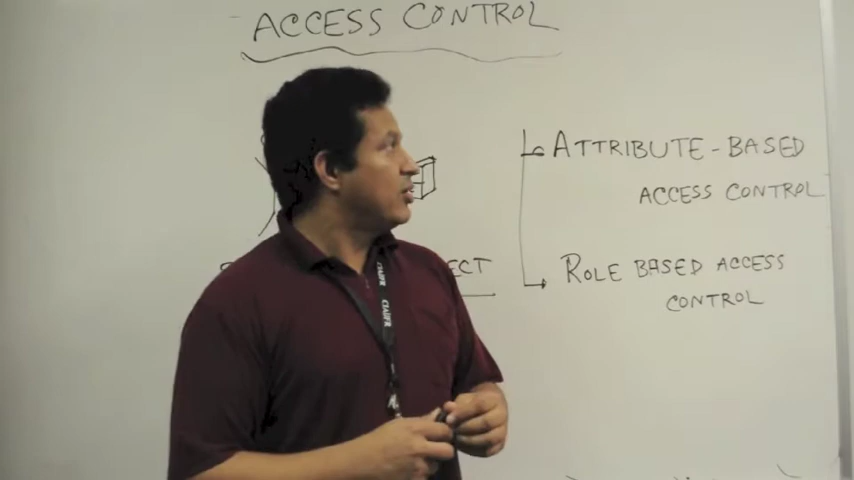 ACCESS CONTROL
ATTRIBUTE-BASED
ACCESS CONTROL
ROLE BASED ACCESS
CONTROL